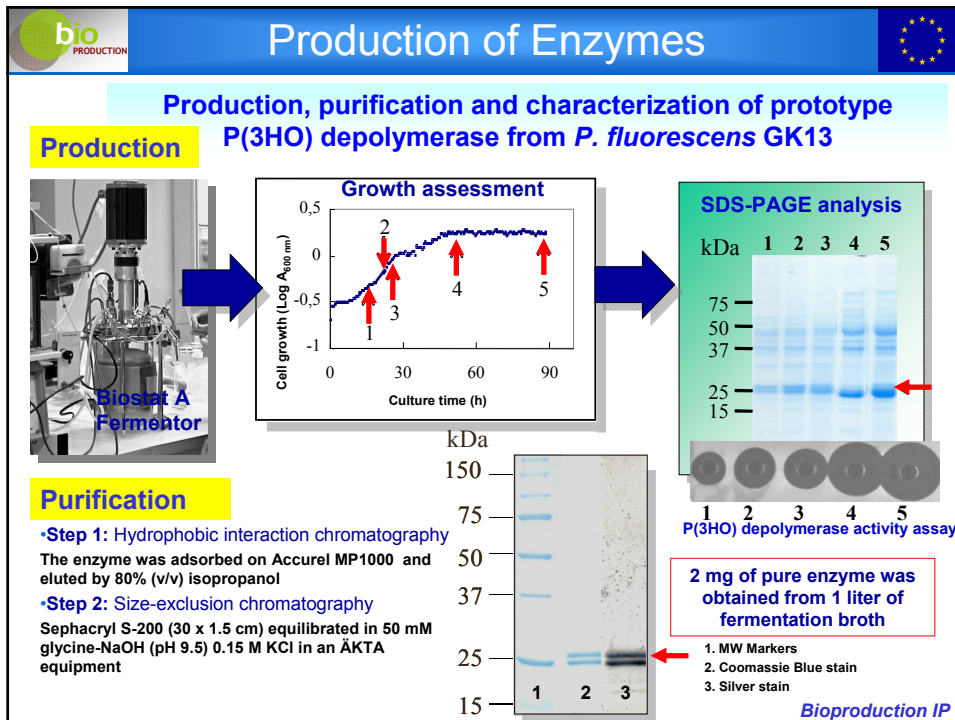 bio
PRODUCTION
Production of Enzymes
Production, purification and characterization of prototype
P(3HO) depolymerase from P. fluorescens GK13
Production
Biostat A
Fermentor
Growth assessment
Cell growth (Log A600 nm)
0,5
0
-0,5
-1
0 30 60 90
Culture time (h)
1
2
3
4
5
SDS-PAGE analysis
kDa 1 2 3 4 5
75
50
37
25
15
1 2 3 4 5
P(3HO) depolymerase activity assay
Purification
•Step 1: Hydrophobic interaction chromatography
The enzyme was adsorbed on Accurel MP1000 and
eluted by 80% (v/v) isopropanol
•Step 2: Size-exclusion chromatography
Sephacryl S-200 (30 x 1.5 cm) equilibrated in 50 mM
glycine-NaOH (pH 9.5) 0.15 M KCl in an ÄKTA
equipment
kDa
150
75
50
37
25
15
1 2 3
2 mg of pure enzyme was
obtained from 1 liter of
fermentation broth
1. MW Markers
2. Coomassie Blue stain
3. Silver stain
Bioproduction IP